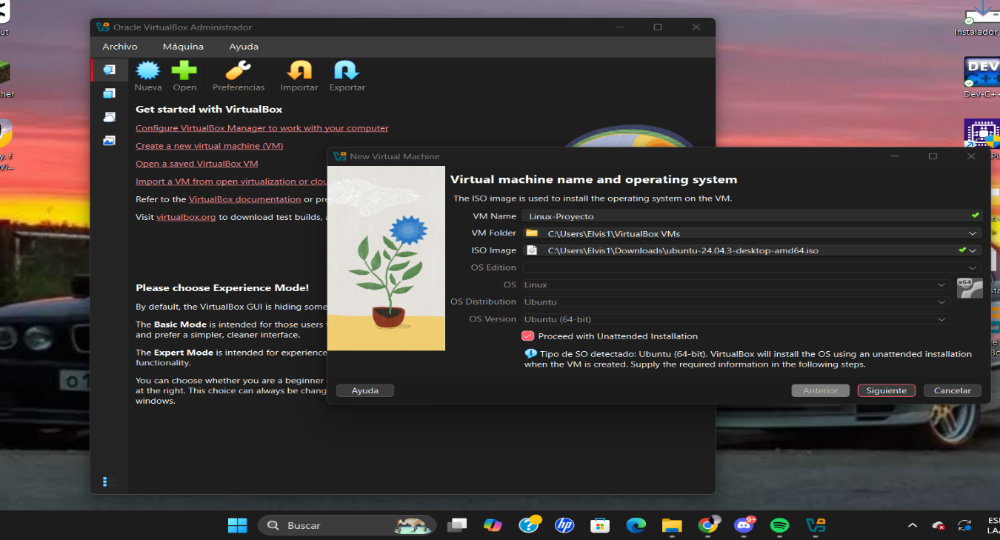 ut
cher
y. f
y)...
Oracle VirtualBox Administrador
Archivo Máquina Ayuda
Nueva Open Preferencias Importar Exportar
Get started with VirtualBox
Configure VirtualBox Manager to work with your computer
Create a new virtual machine (VM)
Open a saved VirtualBox VM
Import a VM from open virtualization or clou
Refer to the VirtualBox documentation or pre
Visit virtualbox.org to download test builds, a
Please choose Experience Mode!
By default, the VirtualBox GUI is hiding some
The Basic Mode is intended for those users
and prefer a simpler, cleaner interface.
The Expert Mode is intended for experience
functionality.
You can choose whether you are a beginner
at the right. This choice can always be chang
windows.
New Virtual Machine
Virtual machine name and operating system
The ISO image is used to install the operating system on the VM.
VM Name Linux-Proyecto
VM Folder C:\Users\Elvis1\VirtualBox VMs
ISO Image C:\Users\Elvis1\Downloads\ubuntu-24.04.3-desktop-amd64.iso
OS Edition
OS Linux
x64
OS Distribution Ubuntu
OS Version Ubuntu (64-bit)
Proceed with Unattended Installation
Tipo de SO detectado: Ubuntu (64-bit). VirtualBox will install the OS using an unattended installation
when the VM is created. Supply the required information in the following steps.
Ayuda Anterior Siguiente Cancelar
Instalador_
DEV
C++
Dev-C++
Buscar
hp
9+
ESI
LAA